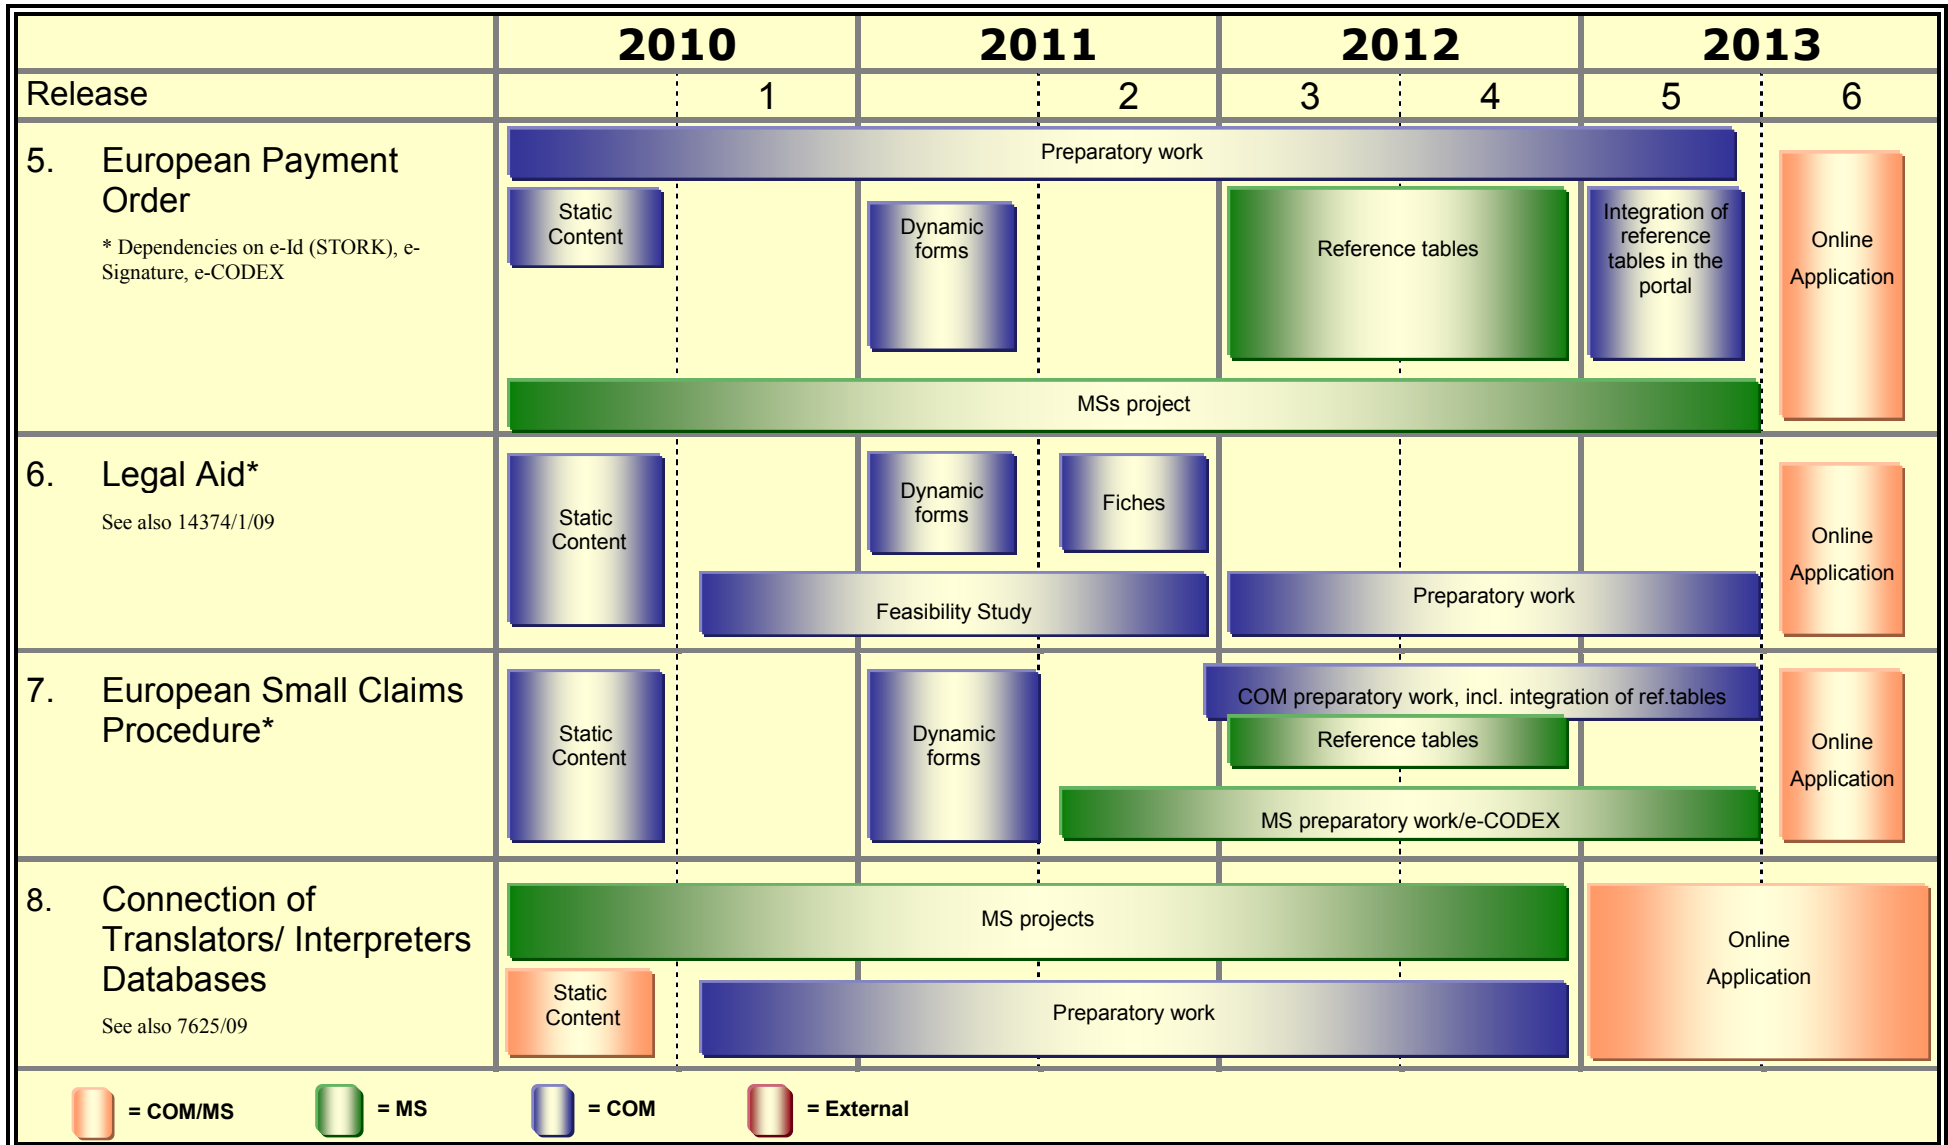 2010 2011 2012 2013
Release 1 2 3 4 5 6
5. European Payment
Order
* Dependencies on e-Id (STORK), e-
Signature, e-CODEX
Preparatory work
Static
Content
Dynamic
forms
Reference tables
Integration of
reference
tables in the
portal
Online
Application
MSs project
6. Legal Aid*
See also 14374/1/09
Static
Content
Dynamic
forms
Fiches
Feasibility Study
Preparatory work
Online
Application
7. European Small Claims
Procedure*
Static
Content
Dynamic
forms
COM preparatory work, incl. integration of ref.tables
Reference tables
MS preparatory work/e-CODEX
Online
Application
8. Connection of
Translators/ Interpreters
Databases
See also 7625/09
MS projects
Static
Content
Preparatory work
Online
Application
= COM/MS = MS = COM = External